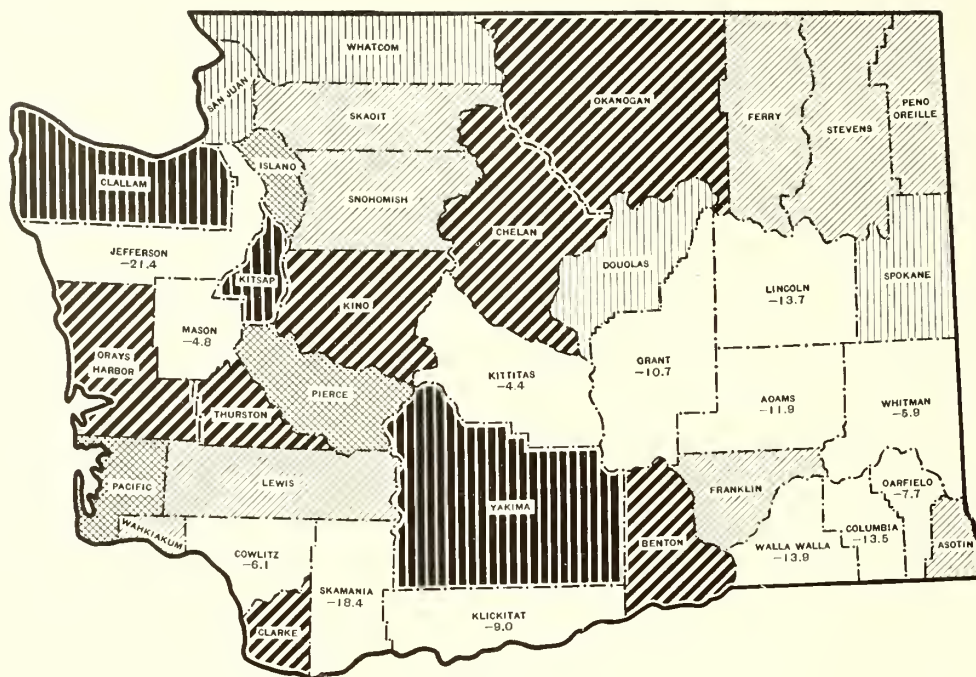 WHATCOM
SAN JUAN
SKAOIT
OKANOGAN
FERRY
STEVENS
PENO
OREILLE
ISLANO
CLALLAM
SNOHOMISH
CHELAN
JEFFERSON
–21.4
KITSAP
DOUGLAS
SPOKANE
LINCOLN
–13.7
MASON
–4.8
KINO
ORAYS
HARBOR
THURSTON
PIERCE
KITTITAS
–4.4
ORANT
–10.7
AOAMS
–11.9
WHITMAN
–5.9
PACIFIC
LEWIS
YAKIMA
FRANKLIN
OARFIELO
–7.7
WAHKIAKUM
COWLITZ
–6.1
SKAMANIA
–18.4
BENTON
WALLA WALLA
–13.9
COLUMBIA
–13.5
ASOTIN
KLICKITAT
–9.0
CLARKE